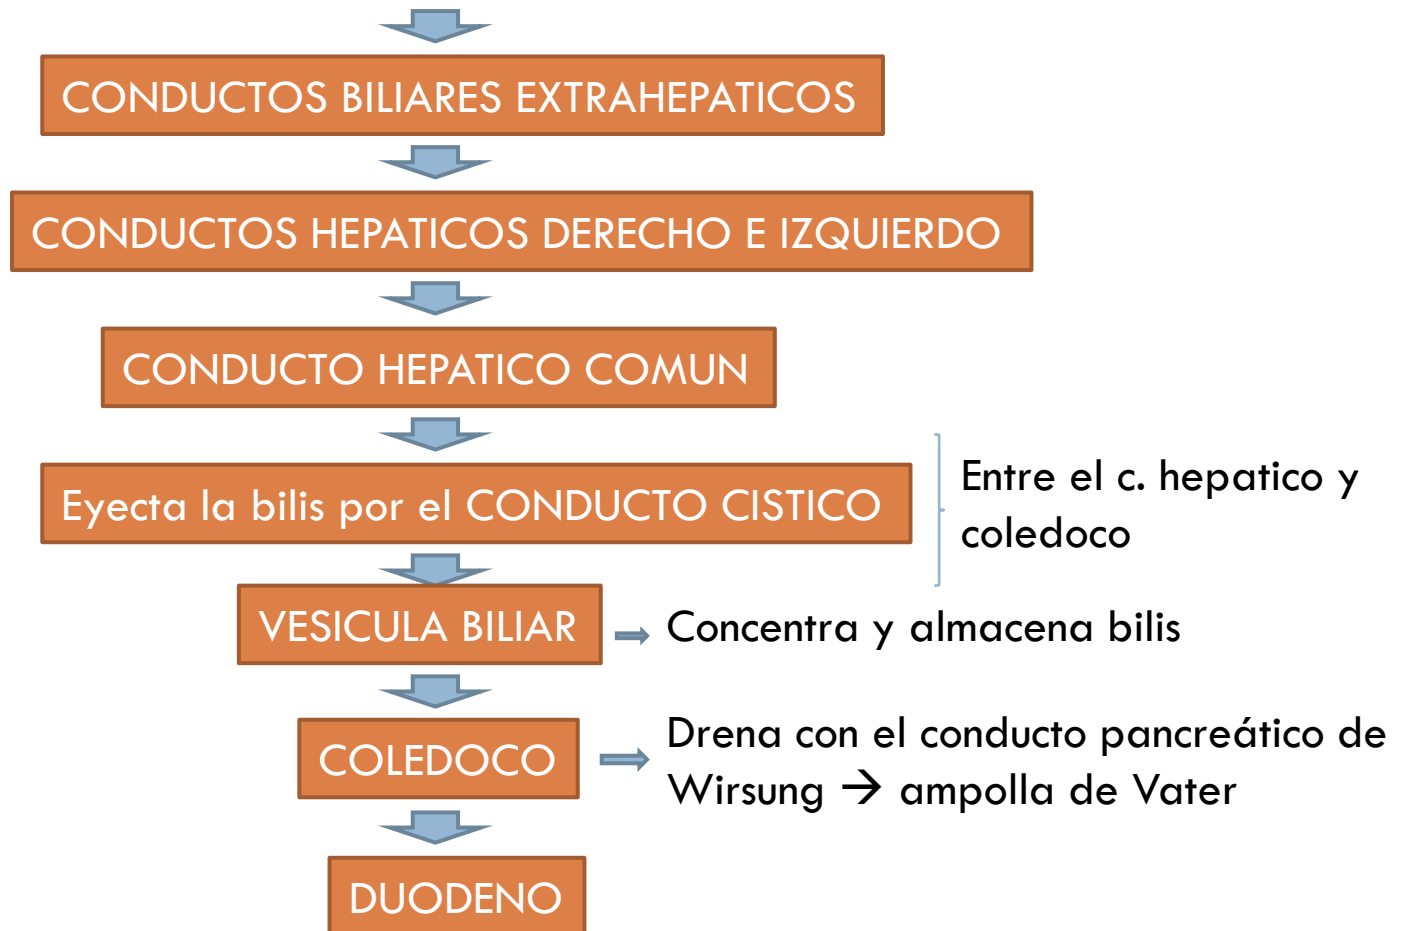 CONDUCTOS BILIARES EXTRAHEPATICOS
CONDUCTOS HEPATICOS DERECHO E IZQUIERDO
CONDUCTO HEPATICO COMUN
Eyecta la bilis por el CONDUCTO CISTICO
Entre el c. hepatico y
coledoco
VESICULA BILIAR
Concentra y almacena bilis
COLEDOCO
Drena con el conducto pancreático de
Wirsung → ampolla de Vater
DUODENO